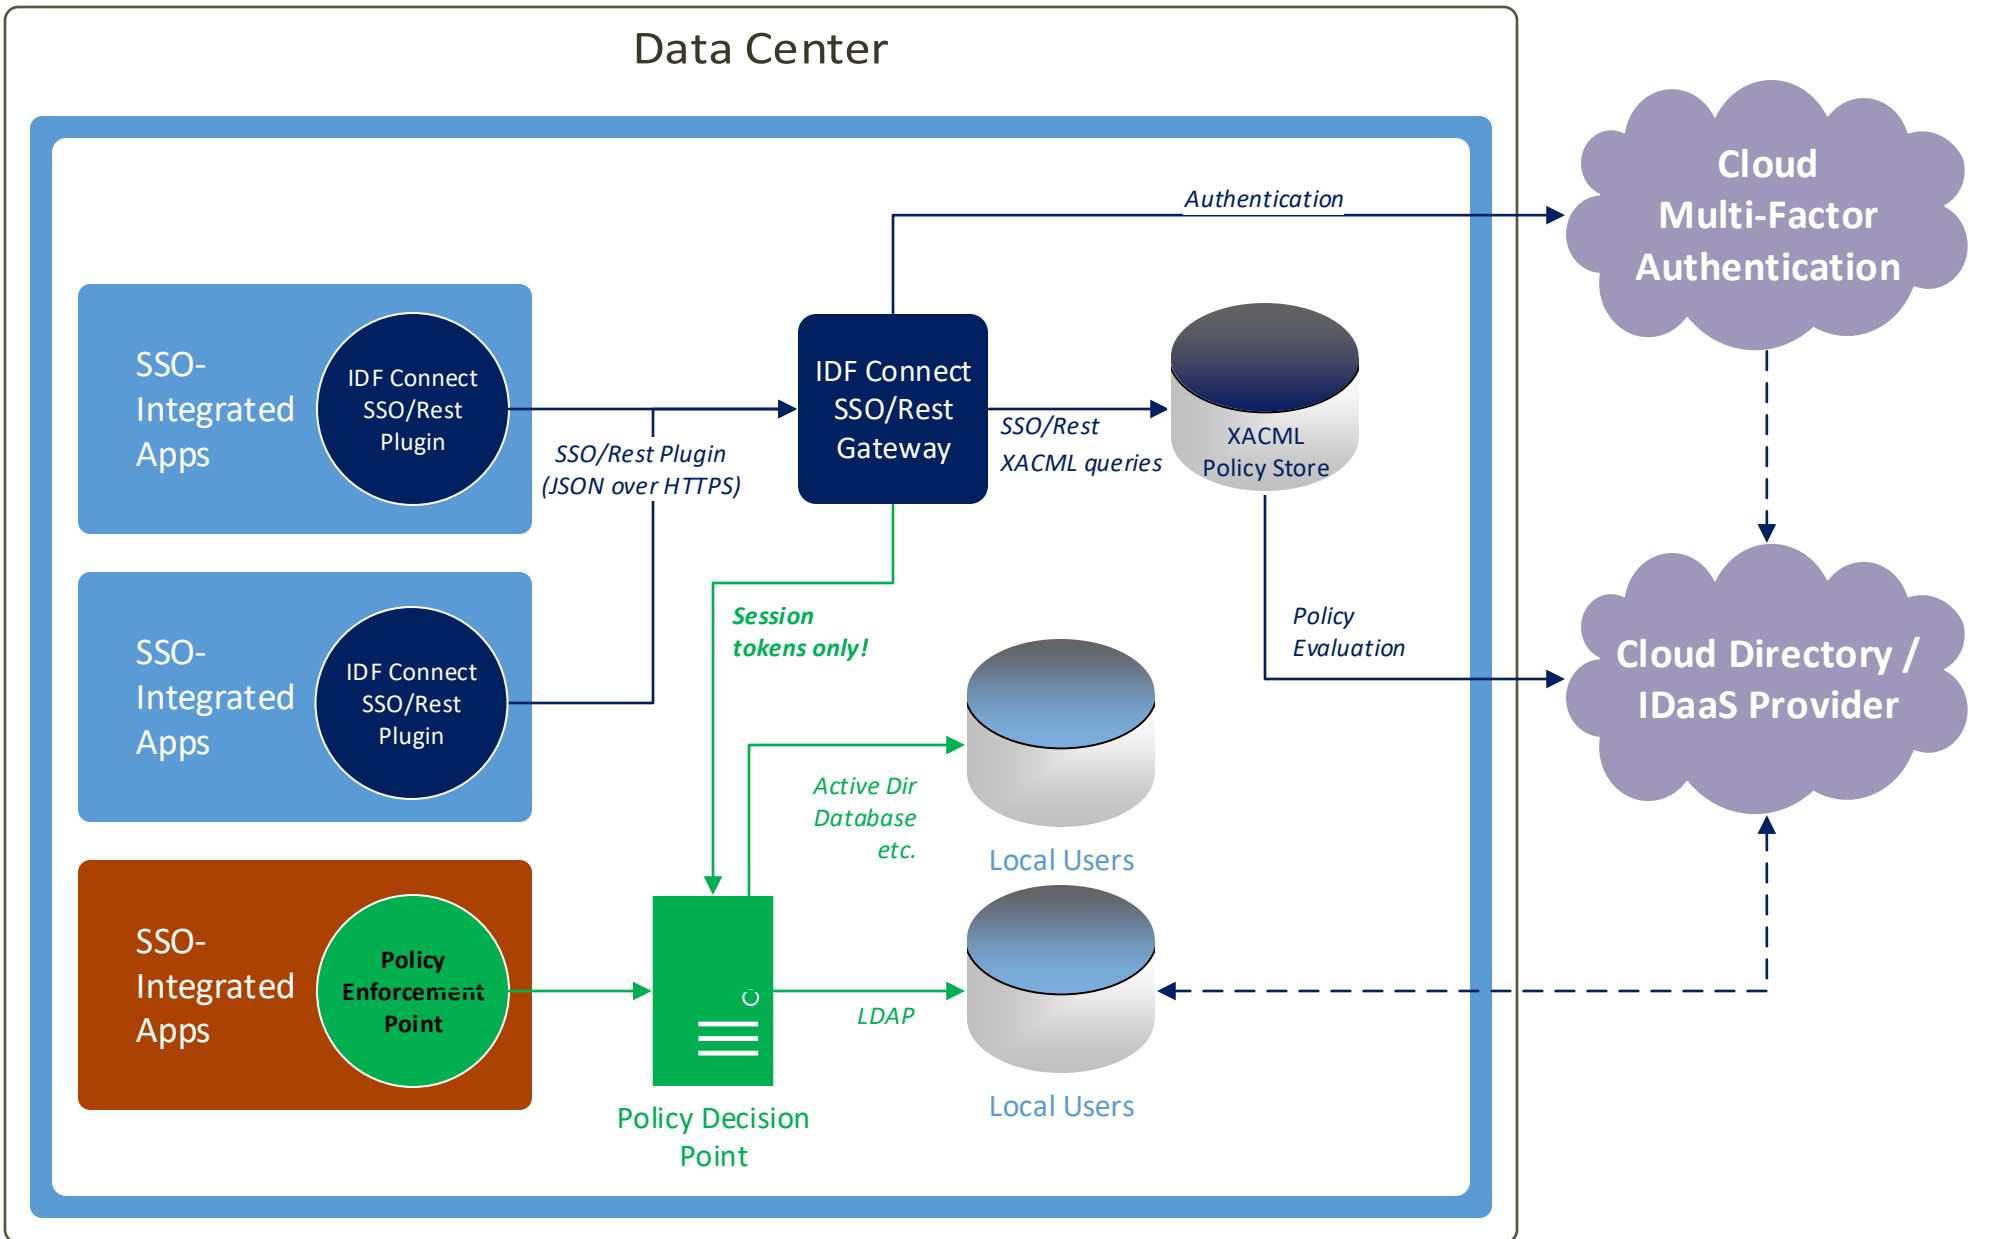 Data Center
Cloud
Multi-Factor
Authentication
Authentication
SSO-
Integrated
Apps
IDF Connect
SSO/Rest
Plugin
SSO/Rest Plugin
(JSON over HTTPS)
IDF Connect
SSO/Rest
Gateway
SSO/Rest
XACML queries
XACML
Policy Store
SSO-
Integrated
Apps
IDF Connect
SSO/Rest
Plugin
Session
tokens only!
Policy
Evaluation
Cloud Directory /
IDaaS Provider
Active Dir
Database
etc.
Local Users
SSO-
Integrated
Apps
Policy
Enforcement
Point
LDAP
Local Users
Policy Decision
Point